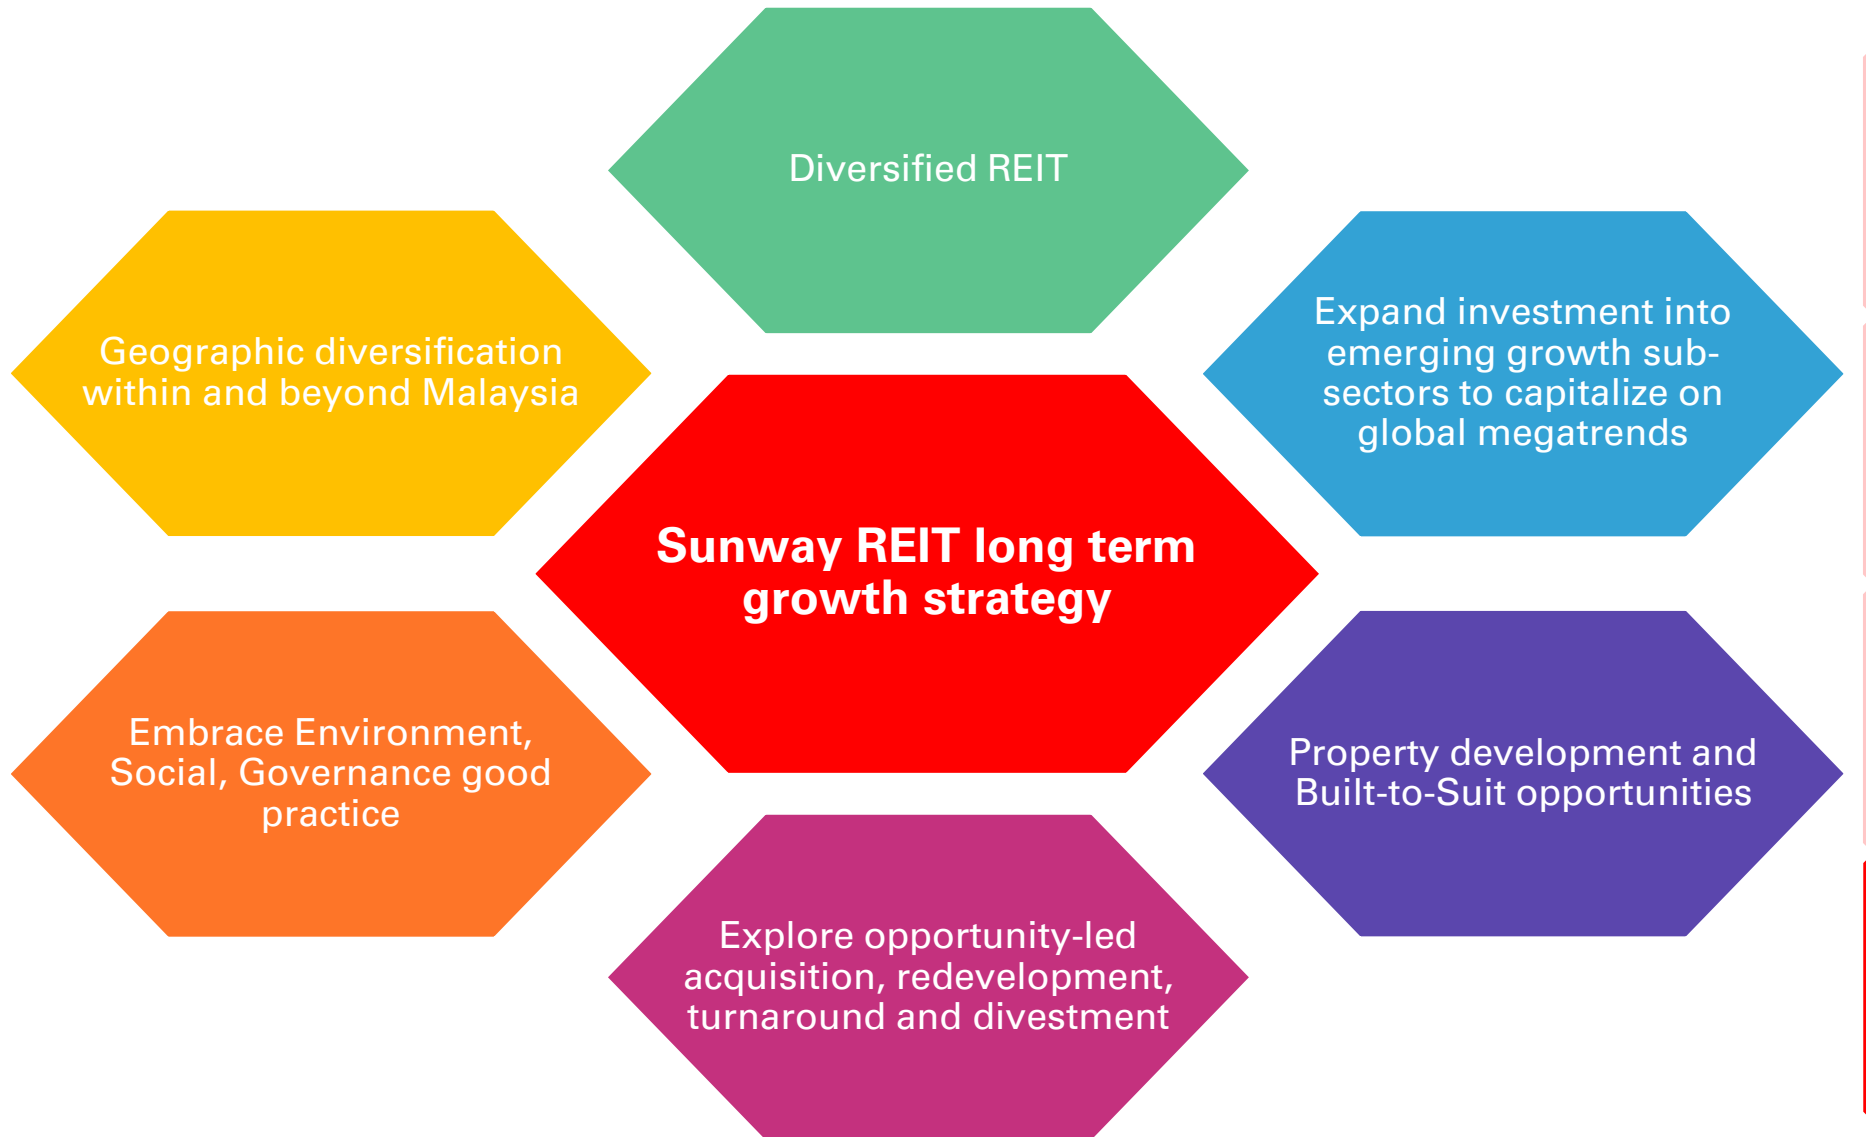 Diversified REIT
Geographic diversification
within and beyond Malaysia
Expand investment into
emerging growth sub-
sectors to capitalize on
global megatrends
Sunway REIT long term
growth strategy
Embrace Environment,
Social, Governance good
practice
Property development and
Built-to-Suit opportunities
Explore opportunity-led
acquisition, redevelopment,
turnaround and divestment